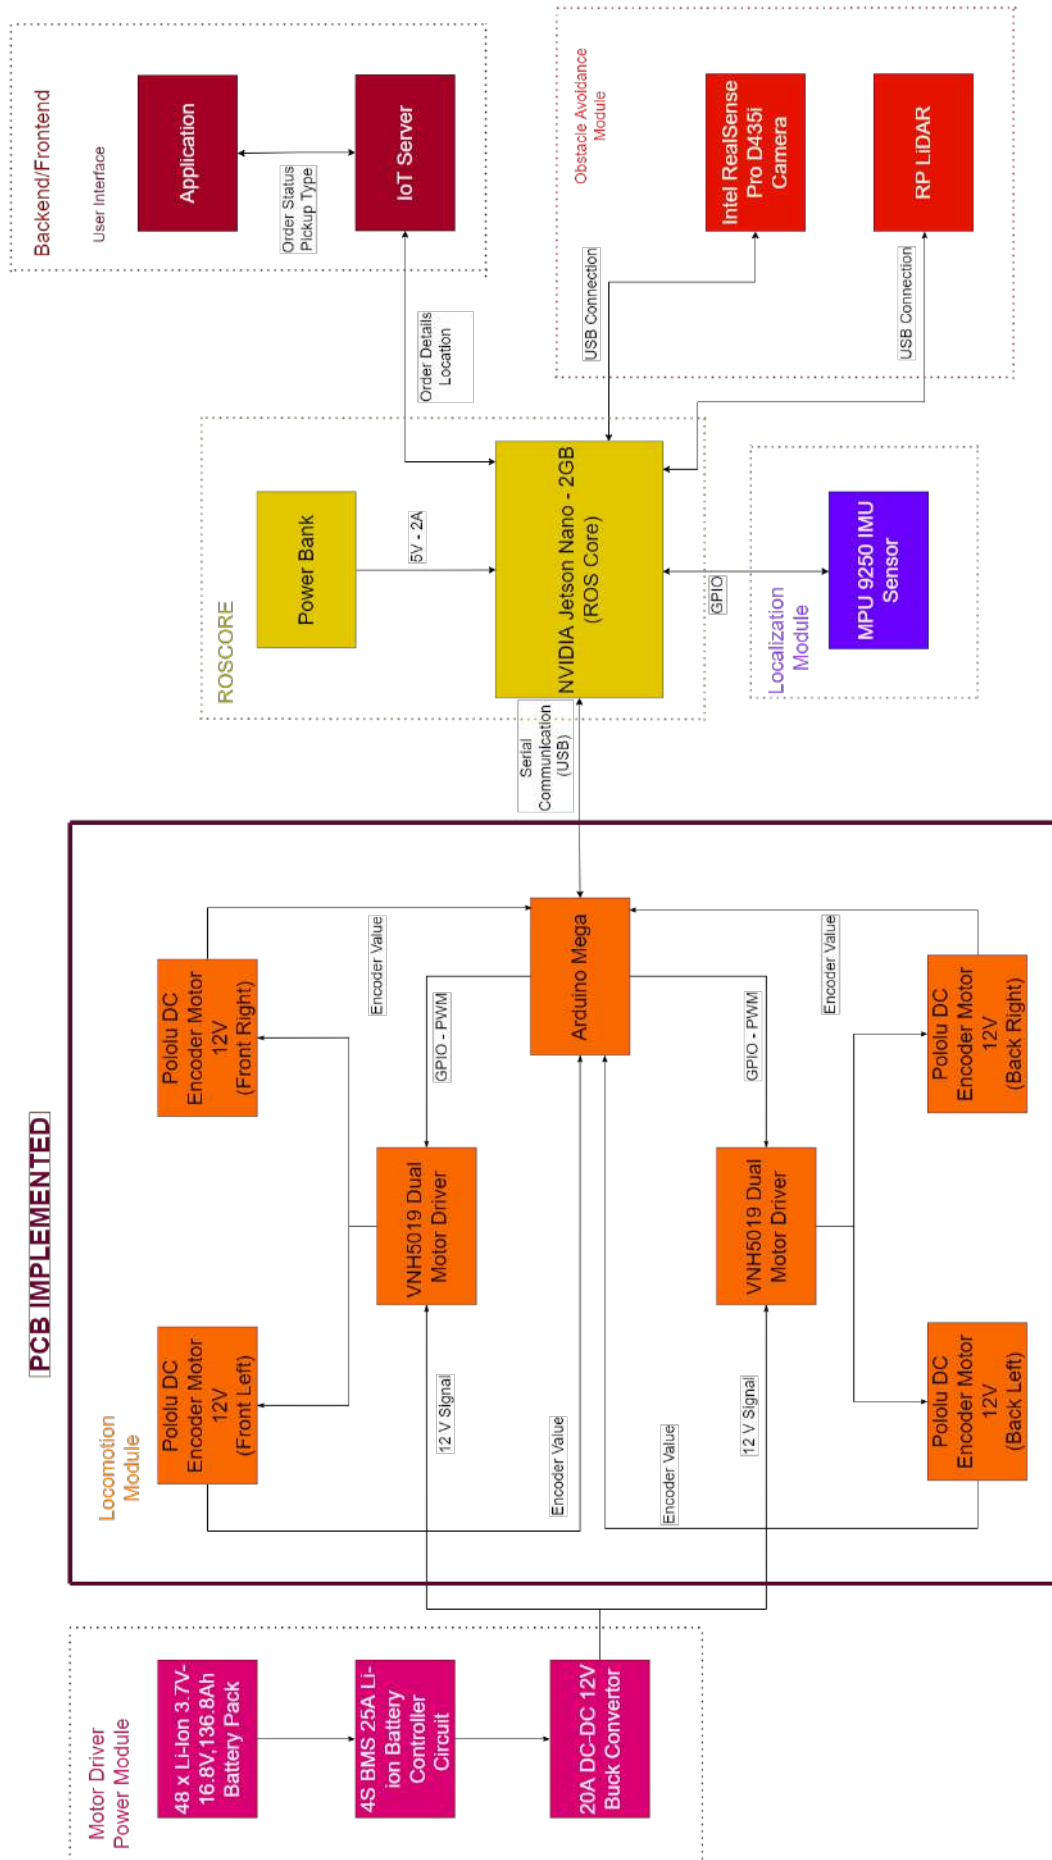 PCB IMPLEMENTED
Motor Driver
Power Module
48 x Li-Ion 3.7V-
16.8V,136.8Ah
Battery Pack
4S BMS 25A Li-
ion Battery
Controller
Circuit
20A DC-DC 12V
Buck Convertor
Locomotion
Module
Pololu DC
Encoder Motor
12V
(Front Left)
Pololu DC
Encoder Motor
12V
(Front Right)
Encoder Value
VNH5019 Dual
Motor Driver
GPIO - PWM
12 V Signal
Encoder Value
Arduino Mega
Encoder Value
VNH5019 Dual
Motor Driver
GPIO - PWM
12 V Signal
Encoder Value
Pololu DC
Encoder Motor
12V
(Back Left)
Pololu DC
Encoder Motor
12V
(Back Right)
Serial
Communication
(USB)
ROSCORE
Power Bank
5V - 2A
NVIDIA Jetson Nano - 2GB
(ROS Core)
GPIO
Localization
Module
MPU 9250 IMU
Sensor
Backend/Frontend
User Interface
Application
Order Status
Pickup Type
IoT Server
Order Details
Location
Obstacle Avoidance
Module
USB Connection
Intel RealSense
Pro D435i
Camera
USB Connection
RP LiDAR